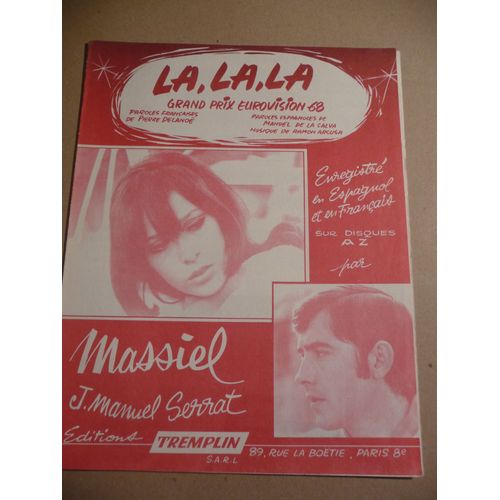 LA, LA, LA
GRAND PRIX EUROVISION 68
PAROLES FRANÇAISES
DE PIERRE DELANOË
PAROLES ESPAGNOLES DE
MANUEL DE LA CALVA
MUSIQUE DE RAMON ARCUSA
Enregistré
en Espagnol
et en Français
SUR DISQUES
AZ
par
Massiel
J. Manuel Serrat
Editions
TREMPLIN
S.A.R.L
89, RUE LA BOËTIE, PARIS 8e